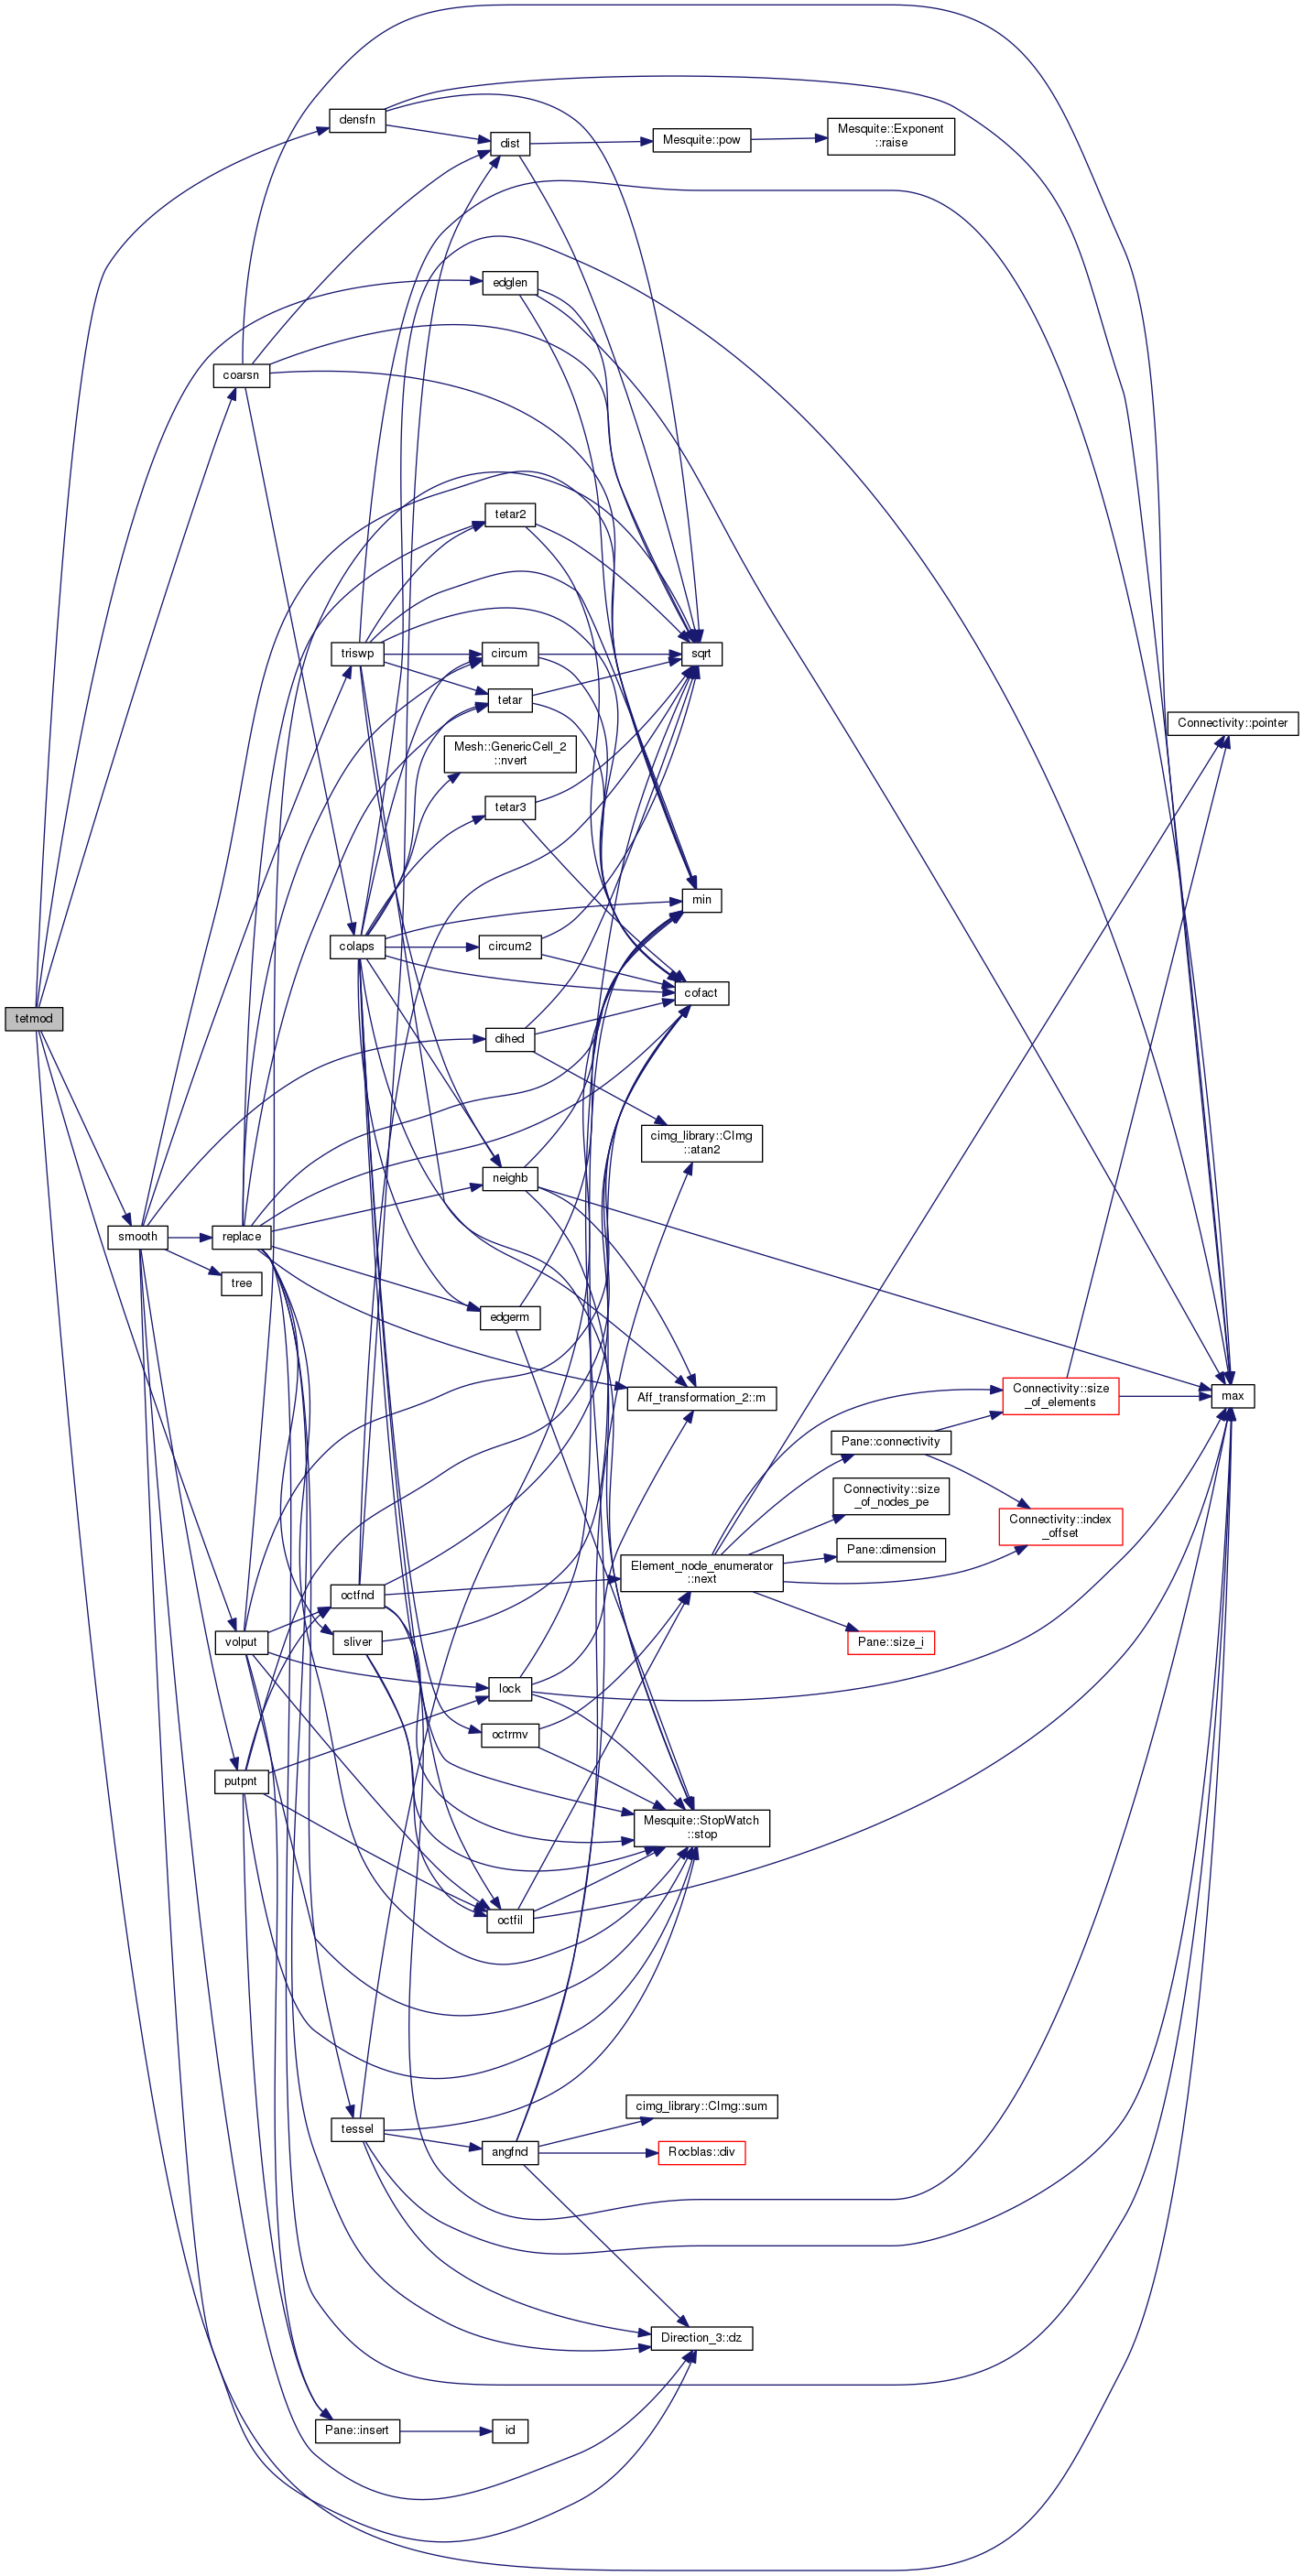 densfn
dist
Mesquite::pow
Mesquite::Exponent
::raise
edglen
coarsn
tetar2
triswp
circum
sqrt
tetar
Connectivity::pointer
Mesh::GenericCell_2
::nvert
tetar3
min
colaps
circum2
cofact
tetmod
dihed
cimg_library::CImg
::atan2
neighb
smooth
replace
tree
edgerm
Aff_transformation_2::m
Connectivity::size
_of_elements
max
Pane::connectivity
Connectivity::size
_of_nodes_pe
Connectivity::index
_offset
Pane::dimension
Element_node_enumerator
::next
octfnd
volput
sliver
Pane::size_i
lock
octrmv
putpnt
Mesquite::StopWatch
::stop
octfil
cimg_library::CImg::sum
tessel
angfnd
Rocblas::div
Direction_3::dz
Pane::insert
id